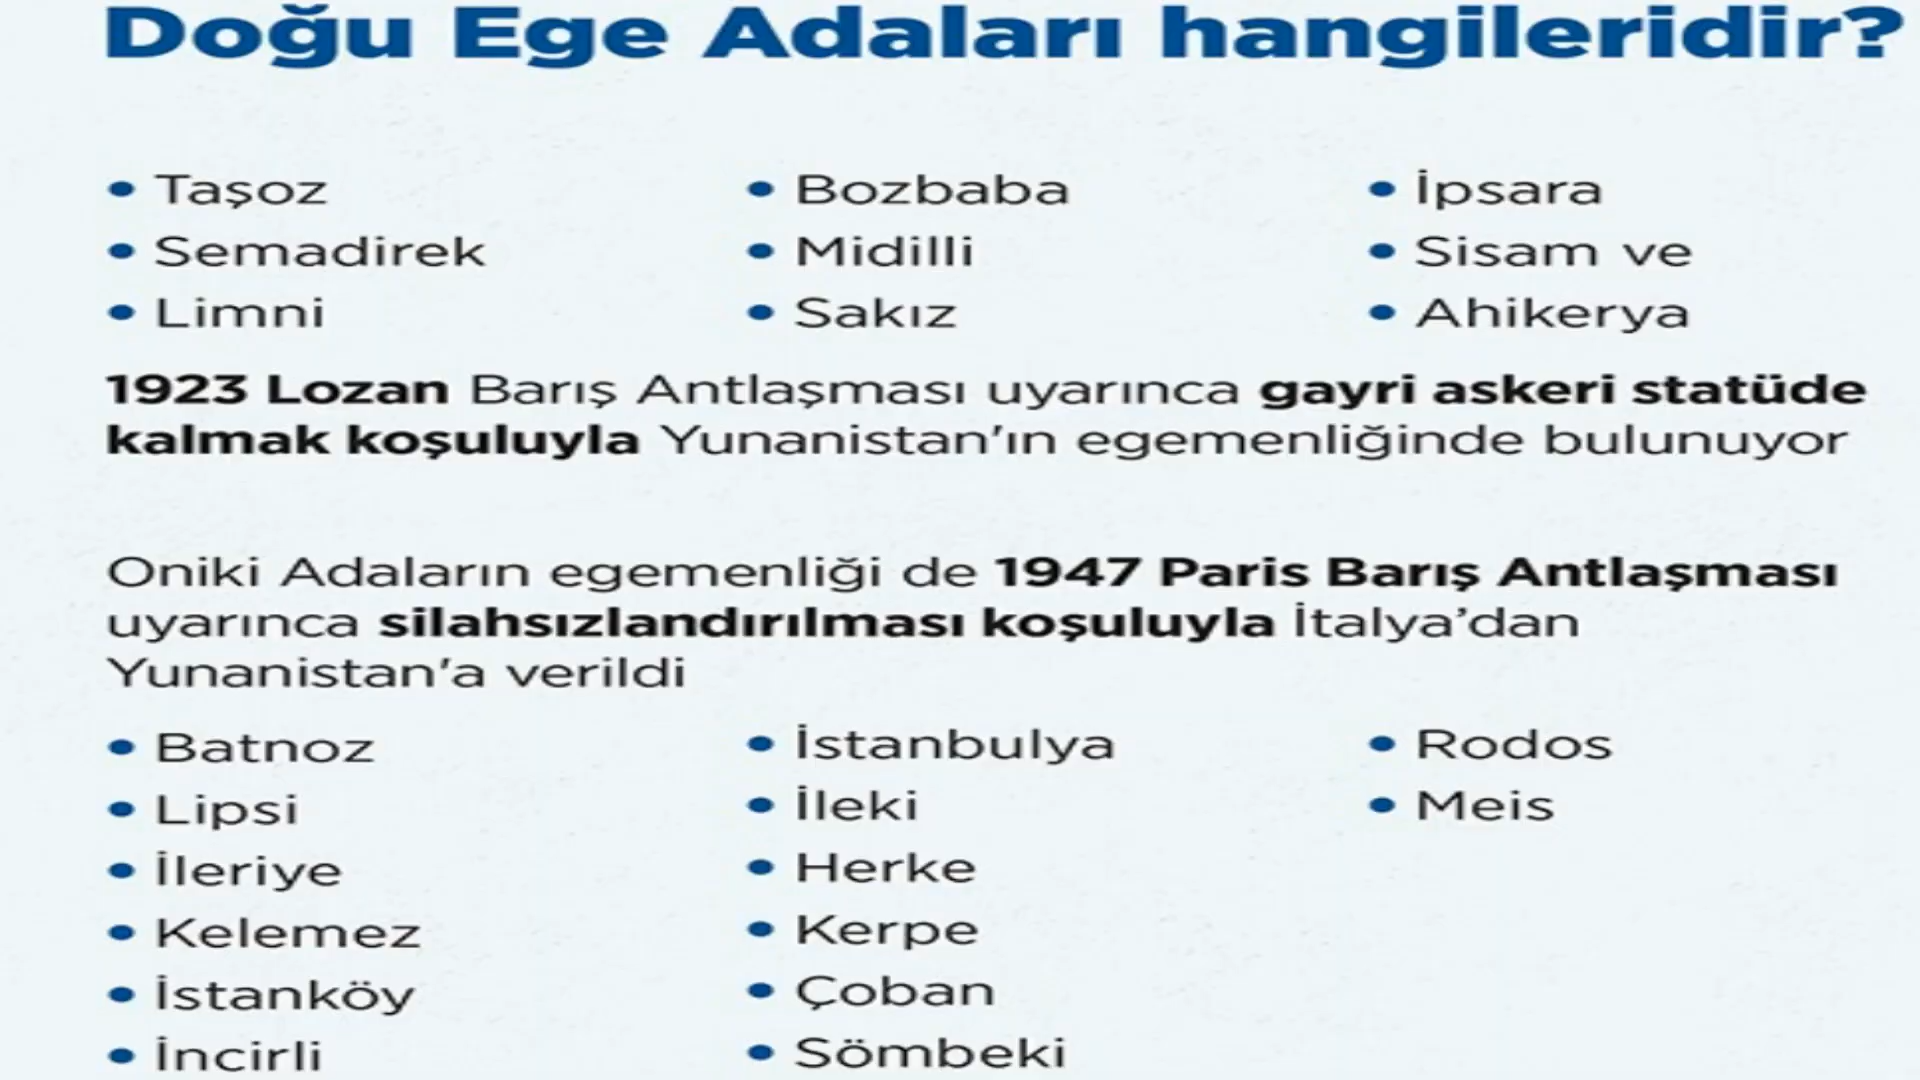 Doğu Ege Adaları hangileridir?
• Taşoz
• Semadirek
• Limni
• Bozbaba
• Midilli
• Sakız
• İpsara
• Sisam ve
• Ahikerya
1923 Lozan Barış Antlaşması uyarınca gayri askeri statüde
kalmak koşuluyla Yunanistan'ın egemenliğinde bulunuyor
Oniki Adaların egemenliği de 1947 Paris Barış Antlaşması
uyarınca silahsızlandırılması koşuluyla İtalya’dan
Yunanistan'a verildi
• Batnoz
• Lipsi
• İleriye
• Kelemez
• İstanköy
• İncirli
• İstanbulya
• İleki
• Herke
• Kerpe
• Çoban
• Sömbeki
• Rodos
• Meis